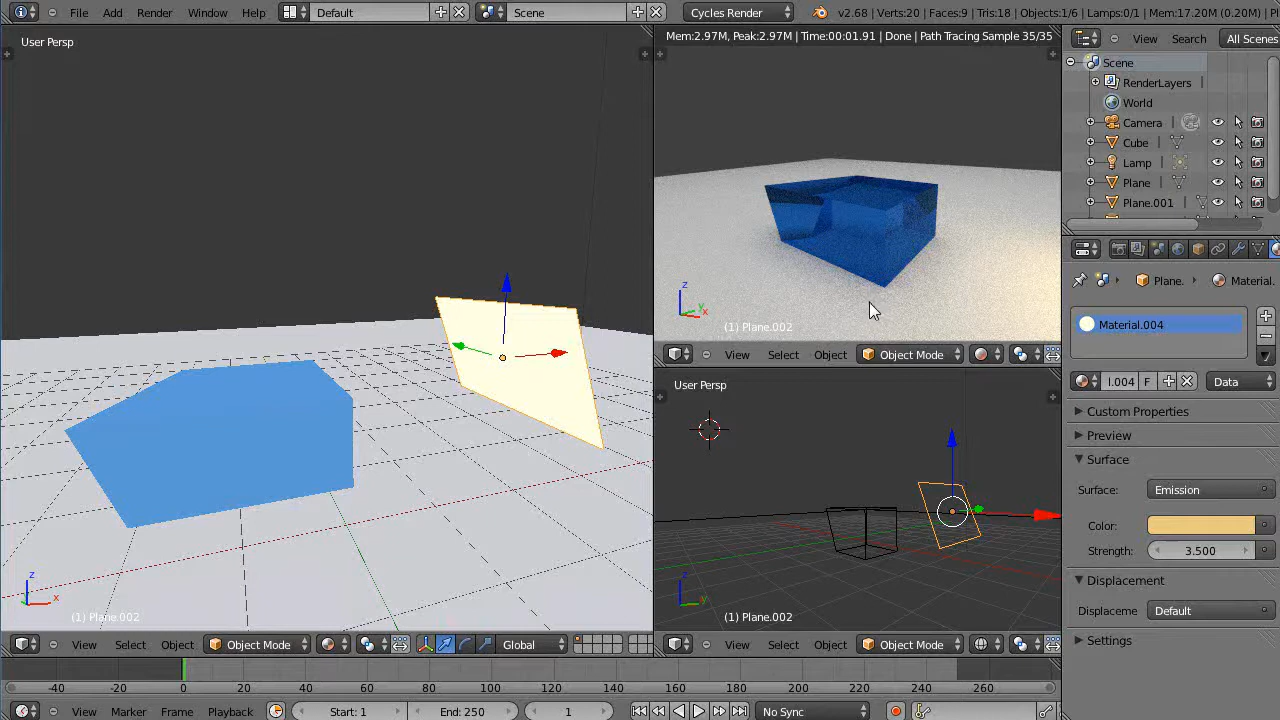 File Add Render Window Help Default Scene Cycles Render v2.68 | Verts:20 | Faces:9 | Tris:18 | Objects:1/6 | Lamps:0/1 | Mem:17.20M (0.20M) | Pl
User Persp
Mem:2.97M, Peak:2.97M | Time:00:01.91 | Done | Path Tracing Sample 35/35
View Search All Scenes
Scene
RenderLayers
World
Camera
Cube
Lamp
Plane
Plane.001
Plane. Material.
Material.004
z
y
x
(1) Plane.002
View Select Object Object Mode
l.004 F Data
User Persp
Custom Properties
Preview
Surface
Surface: Emission
Color:
Strength: 3.500
Displacement
Displaceme Default
Settings
z
x
(1) Plane.002
z
y
(1) Plane.002
View Select Object Object Mode Global
View Select Object Object Mode
-40 -20 0 20 40 60 80 100 120 140 160 180 200 220 240 260
View Marker Frame Playback Start: 1 End: 250 1 No Sync